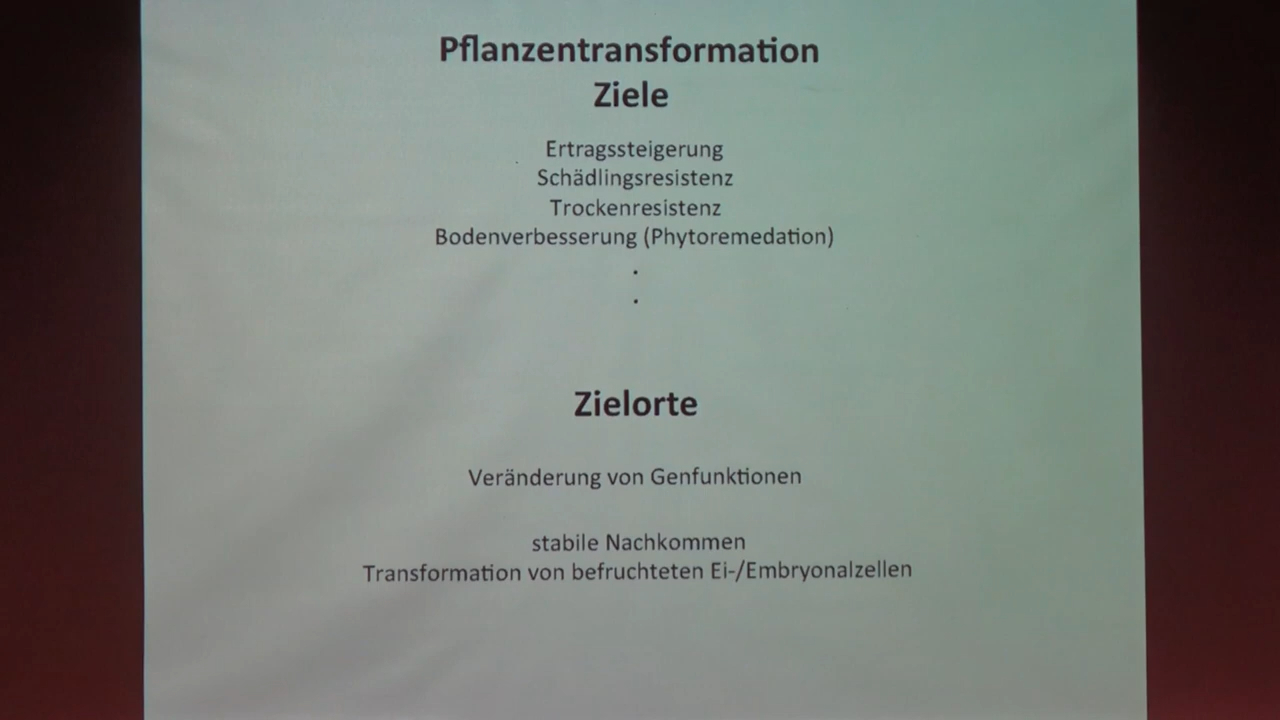 Pflanzentransformation
Ziele
Ertragssteigerung
Schädlingsresistenz
Trockenresistenz
Bodenverbesserung (Phytoremedation)
.
.
Zielorte
Veränderung von Genfunktionen
stabile Nachkommen
Transformation von befruchteten Ei-/Embryonalzellen